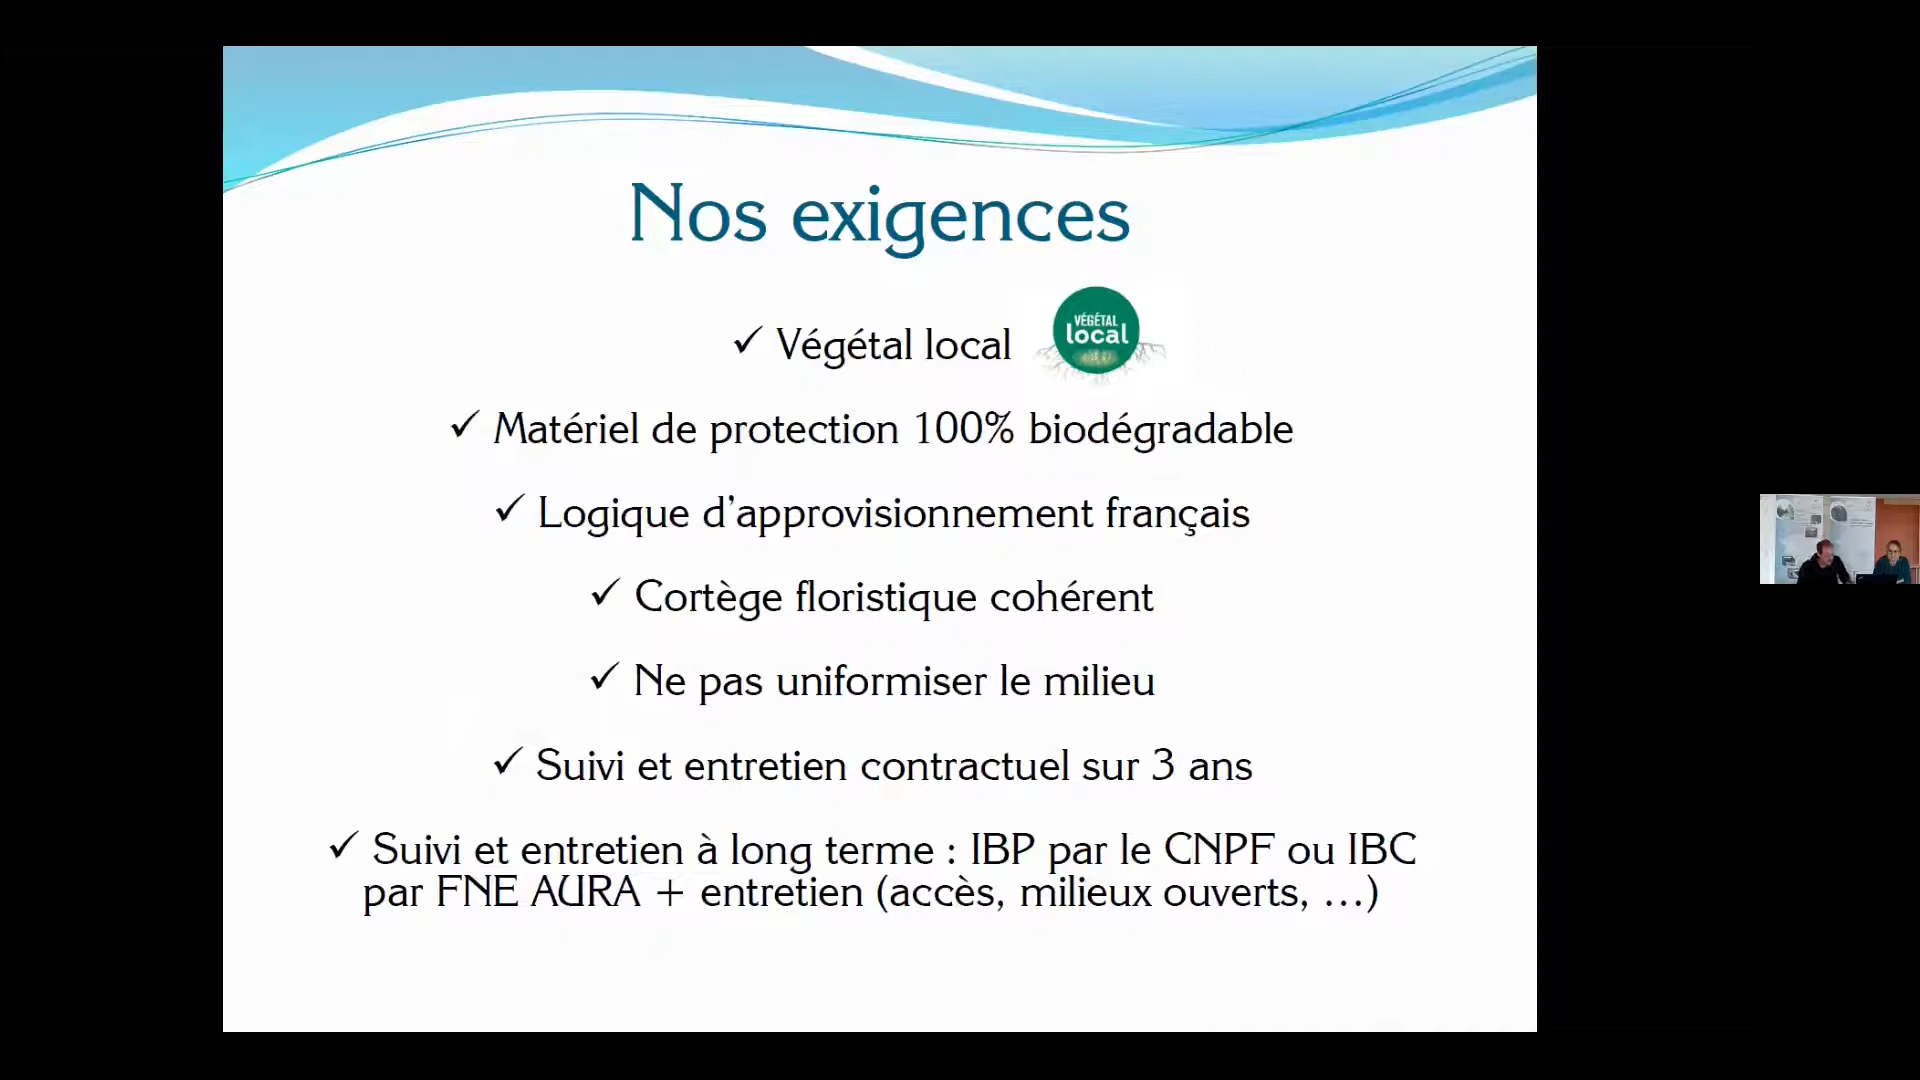 Nos exigences
✓ Végétal local
VÉGÉTAL
local
✓ Matériel de protection 100% biodégradable
✓ Logique d’approvisionnement français
✓ Cortège floristique cohérent
✓ Ne pas uniformiser le milieu
✓ Suivi et entretien contractuel sur 3 ans
✓ Suivi et entretien à long terme : IBP par le CNPF ou IBC
par FNE AURA + entretien (accès, milieux ouverts, …)